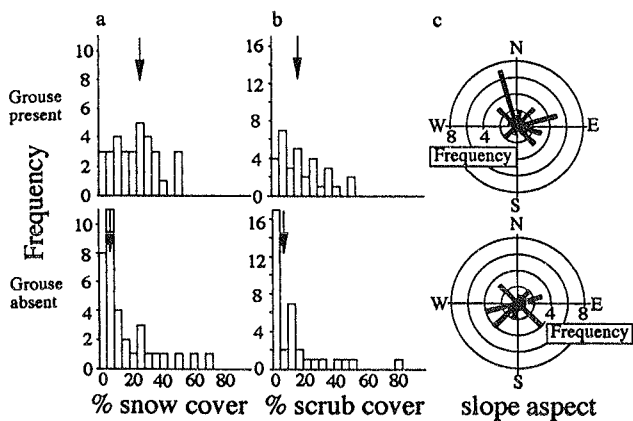 a b c
10
8
6
4
2
0
16
12
8
4
0
Grouse
present
N
W E
8 4
Frequency
S
Frequency
10
8
6
4
2
0
16
12
8
4
0
Grouse
absent
N
W E
4 8
Frequency
S
0 20 40 60 80
0 20 40 60 80
% snow cover % scrub cover slope aspect